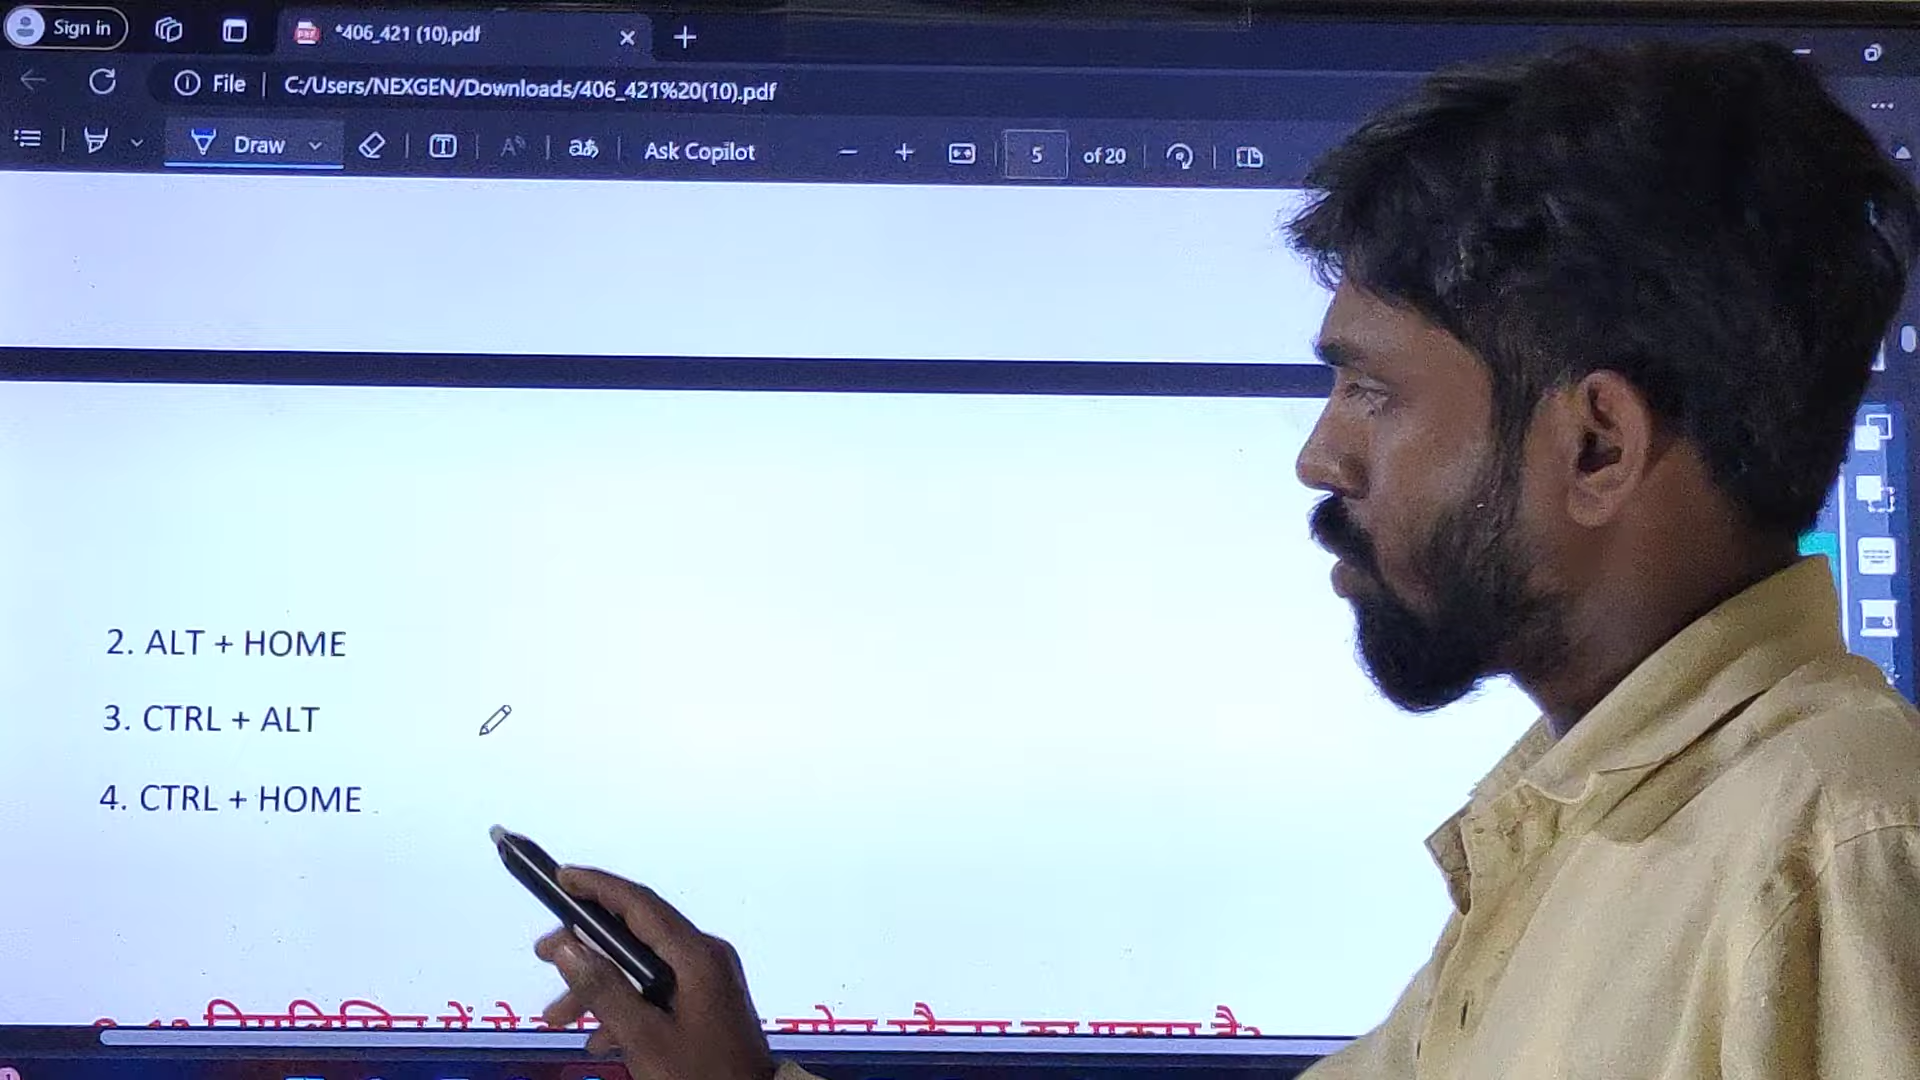 Sign in
*406_421 (10).pdf
File
C:/Users/NEXGEN/Downloads/406_421%20(10).pdf
Draw
Ask Copilot
5 of 20
2. ALT + HOME
3. CTRL + ALT
4. CTRL + HOME